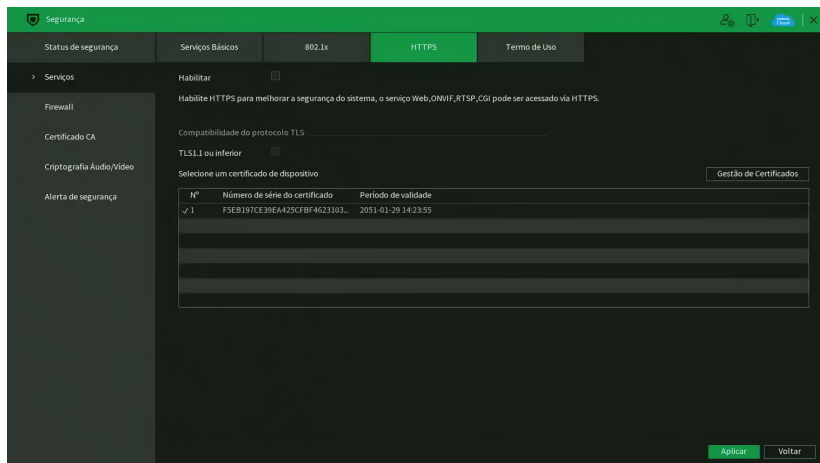 Segurança
Status de segurança
Serviços Básicos
802.1x
HTTPS
Termo de Uso
Serviços
Firewall
Certificado CA
Criptografia Áudio/Vídeo
Alerta de segurança
Habilitar
Habilite HTTPS para melhorar a segurança do sistema, o serviço Web,ONVIF,RTSP,CGI pode ser acessado via HTTPS.
Compatibilidade do protocolo TLS
TLS1.1 ou inferior
Selecione um certificado de dispositivo
Gestão de Certificados
Nº Número de série do certificado Período de validade
1 F5EB197CE39EA425CFBF4623103... 2051-01-29 14:23:55
Aplicar
Voltar